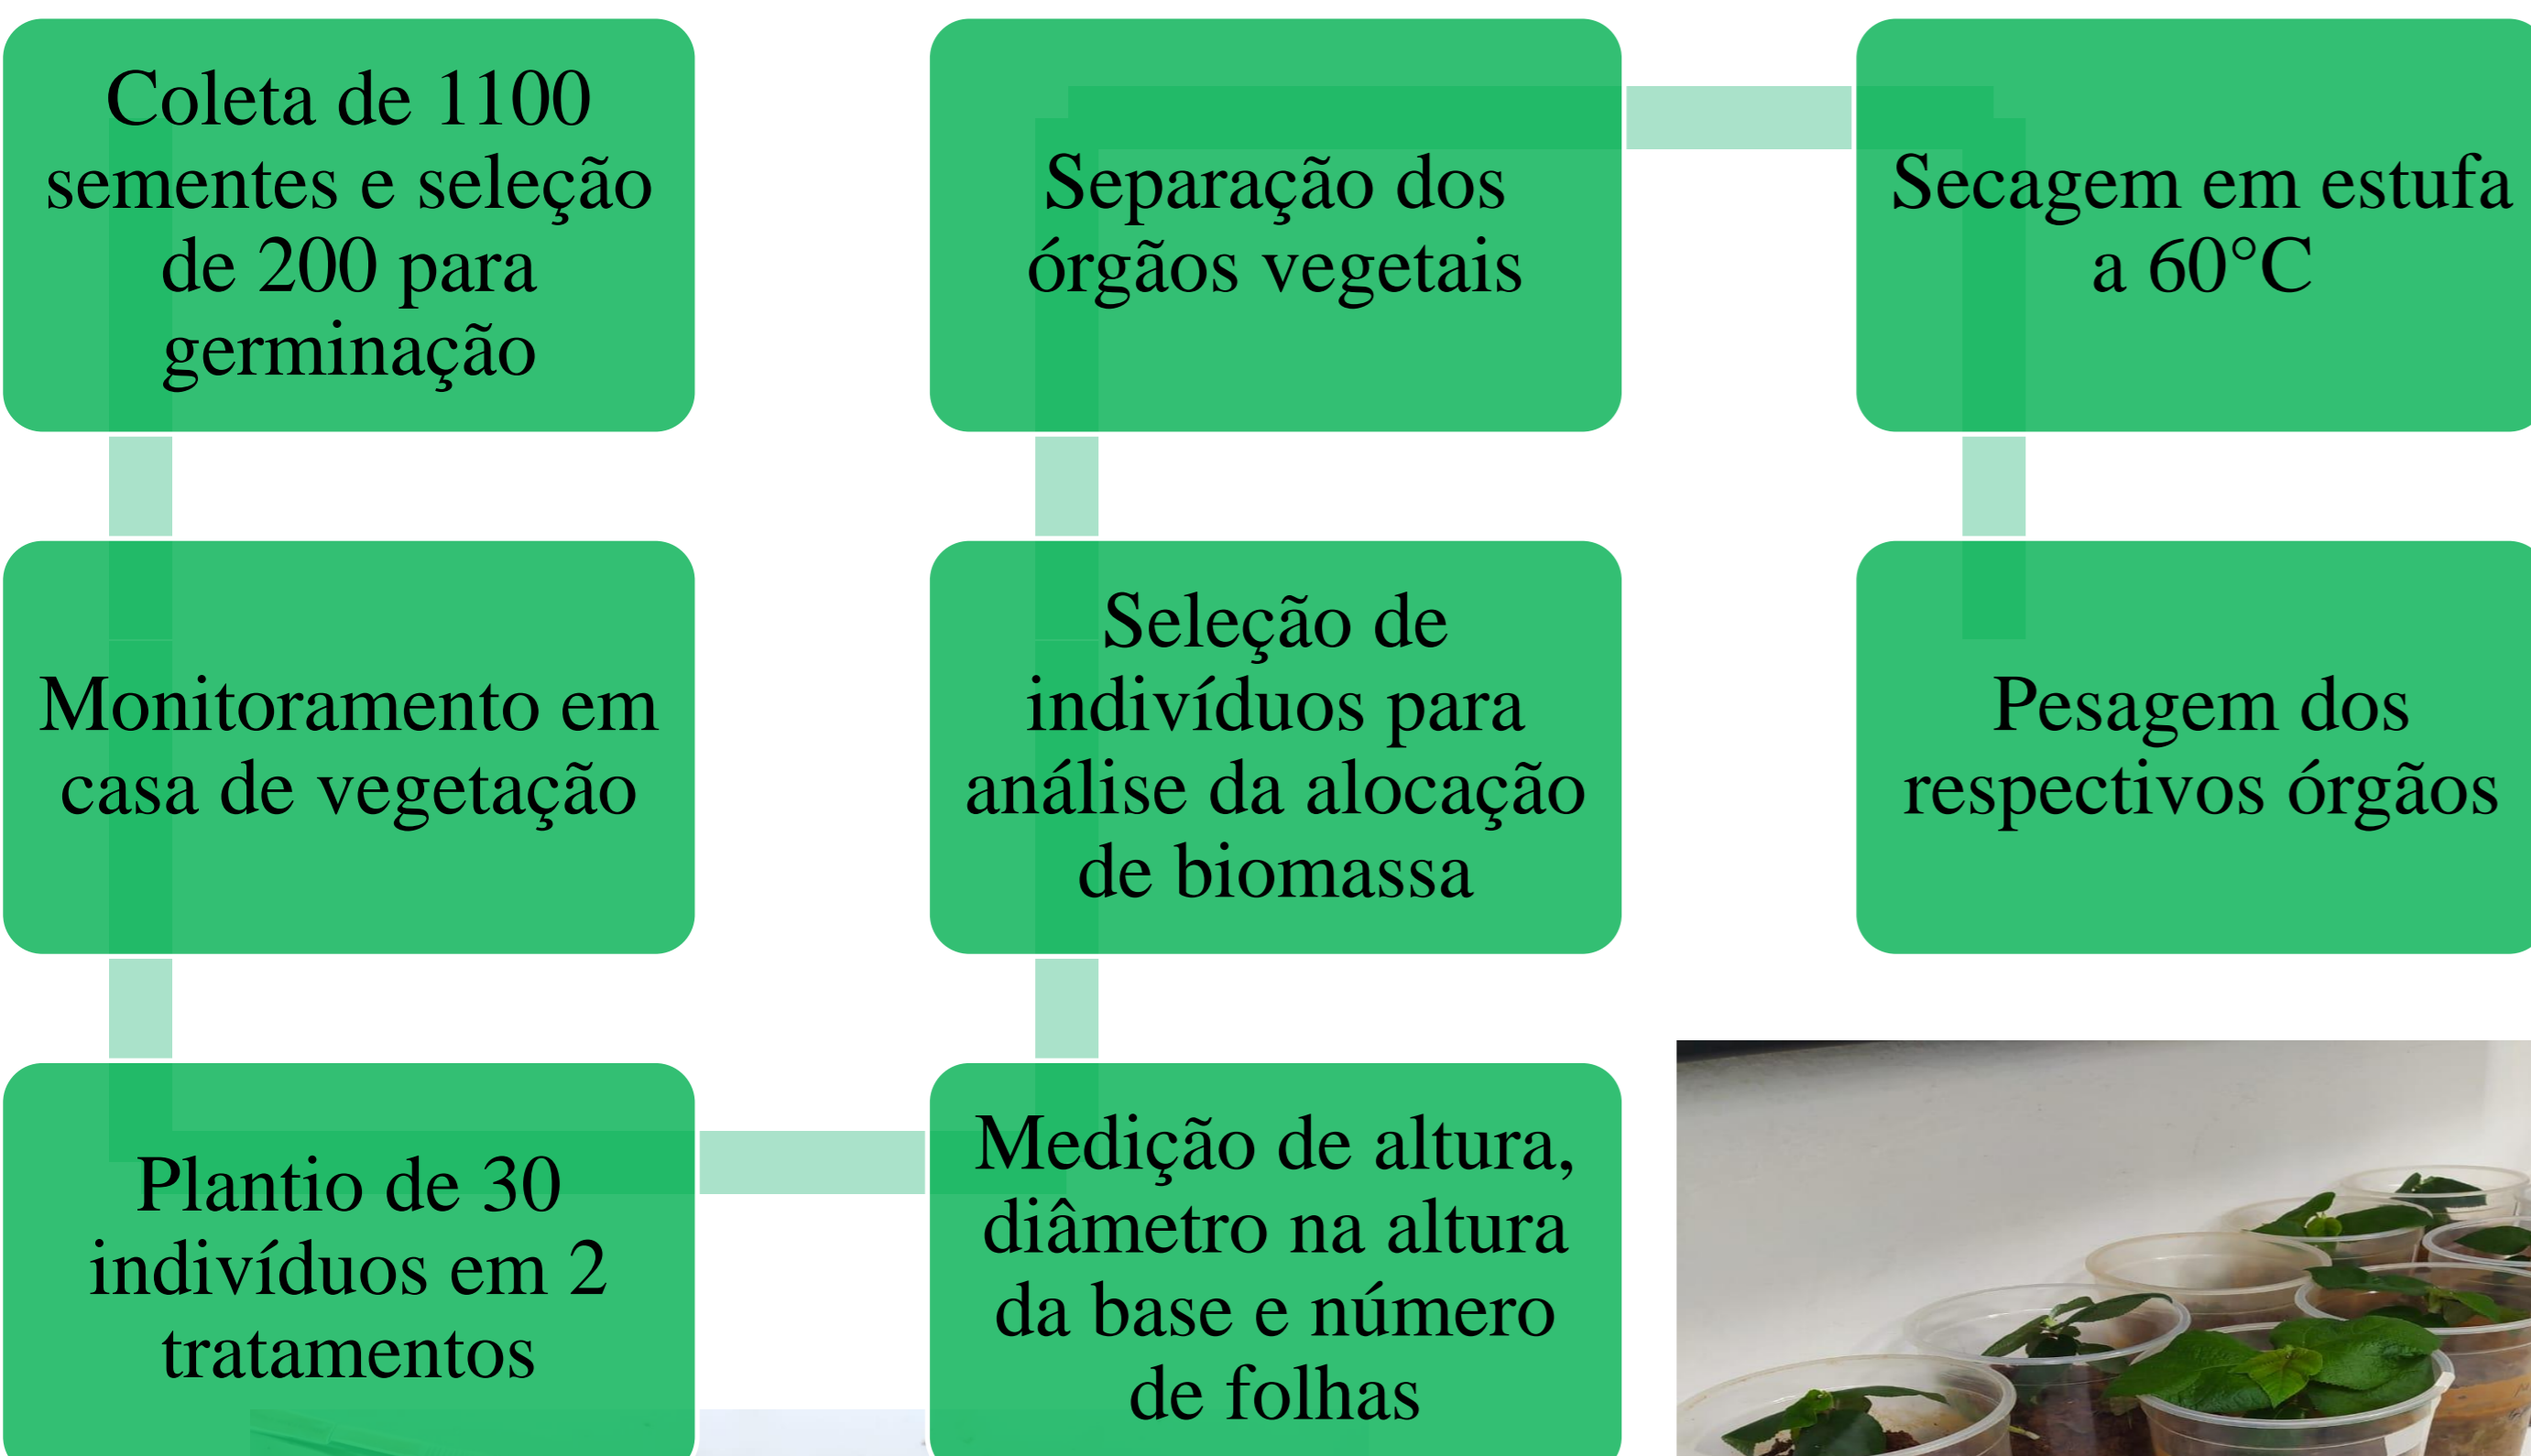 Coleta de 1100
sementes e seleção
de 200 para
germinação
Monitoramento em
casa de vegetação
Plantio de 30
indivíduos em 2
tratamentos
Medição de altura,
diâmetro na altura
da base e número
de folhas
Seleção de
indivíduos para
análise da alocação
de biomassa
Separação dos
órgãos vegetais
Secagem em estufa
a 60°C
Pesagem dos
respectivos órgãos